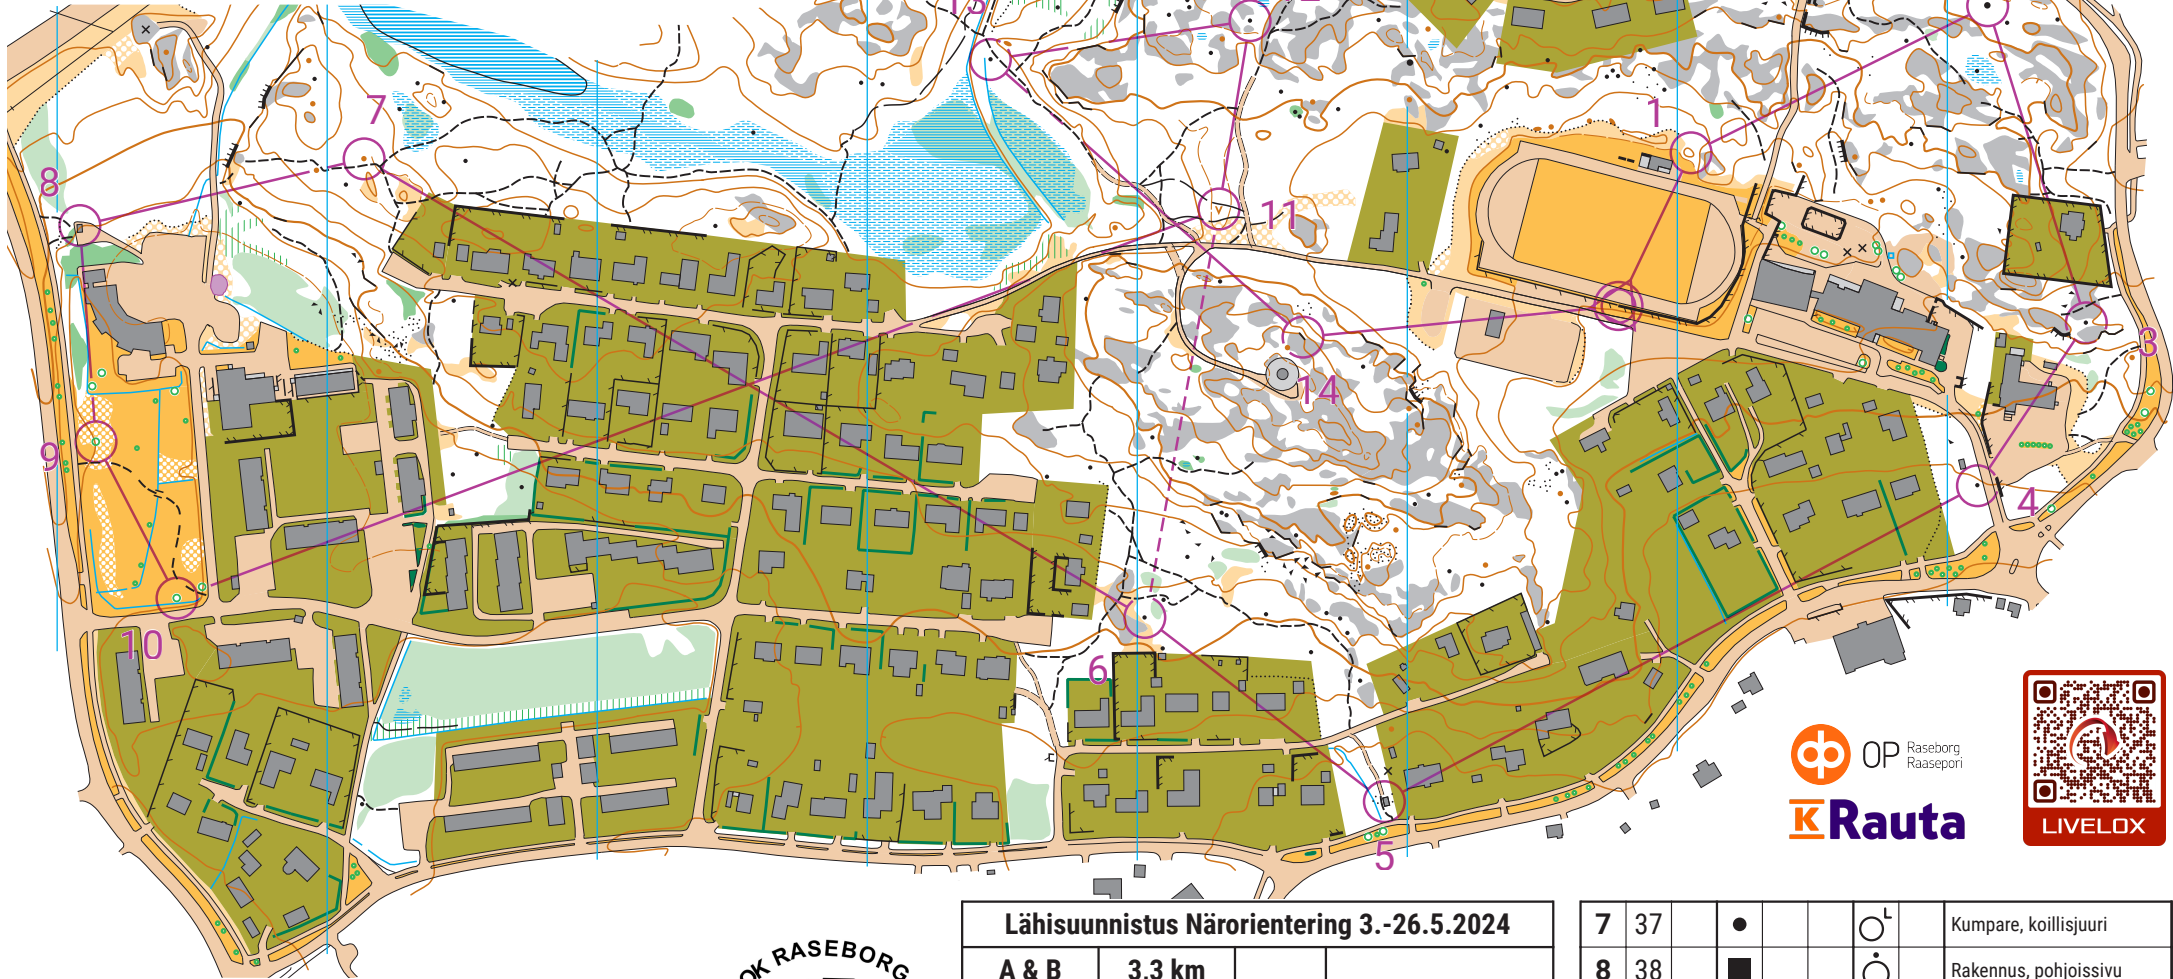 13
7
1
8
11
3
14
9
4
10
6
5
OP Raseborg
Raasepori
K Rauta
LIVELOX
OK RASEBORG
Lähisuunnistus Närorientering 3.-26.5.2024
A & B 3.3 km
7 37 Kumpare, koillisjuuri
8 38 Rakennus, pohjoissivu